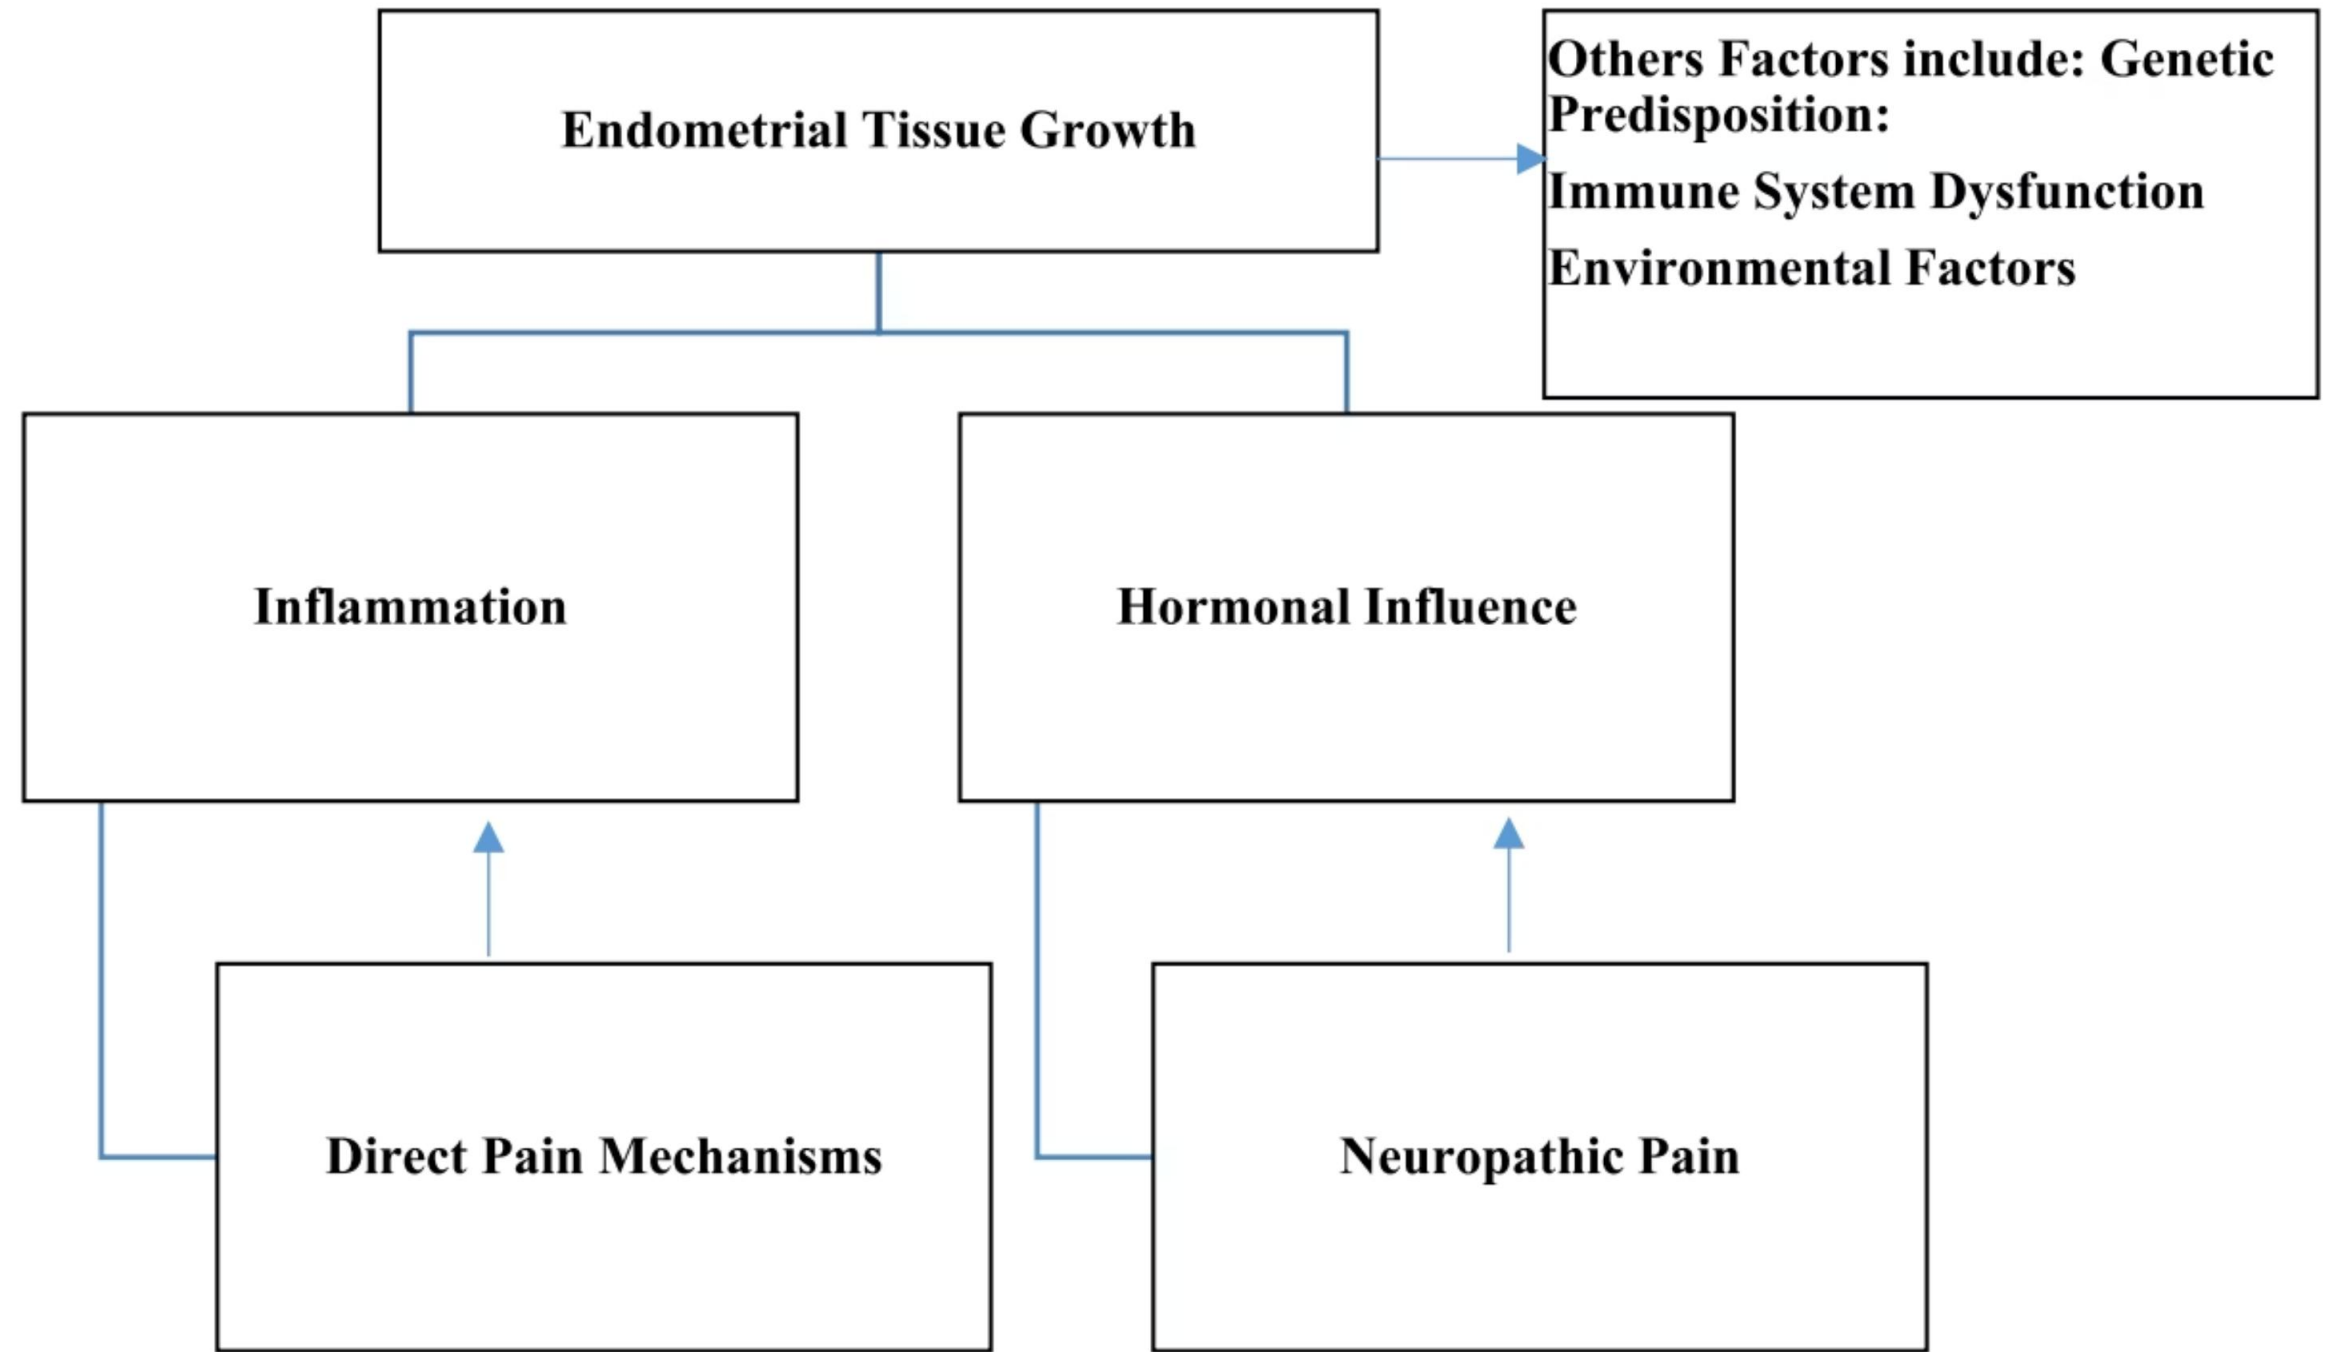 Endometrial Tissue Growth
Others Factors include: Genetic
Predisposition:
Immune System Dysfunction
Environmental Factors
Inflammation
Hormonal Influence
Direct Pain Mechanisms
Neuropathic Pain